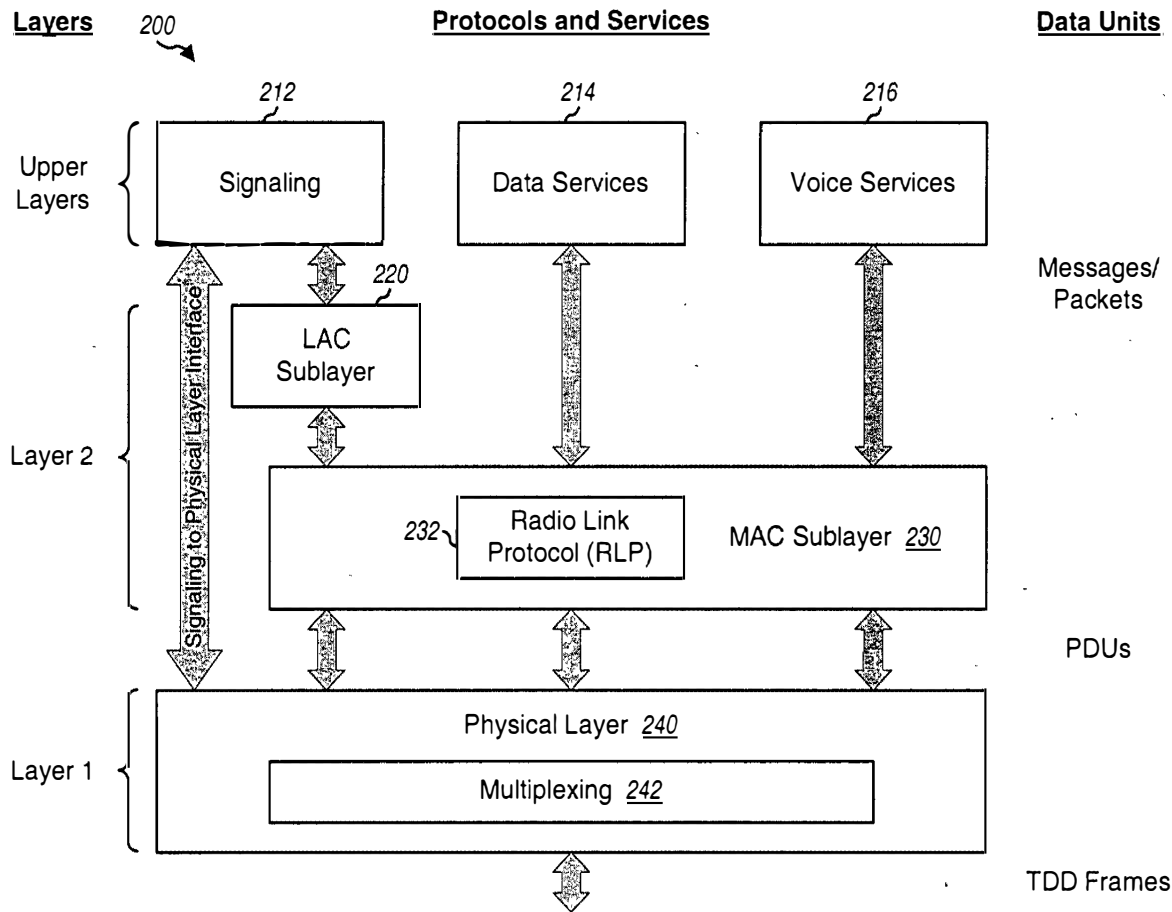 Layers
Protocols and Services
Data Units
200
212
214
216
Upper
Layers
Signaling
Data Services
Voice Services
Messages/
Packets
220
LAC
Sublayer
Signaling to Physical Layer Interface
Layer 2
232
Radio Link
Protocol (RLP)
MAC Sublayer 230
PDUs
Layer 1
Physical Layer 240
Multiplexing 242
TDD Frames